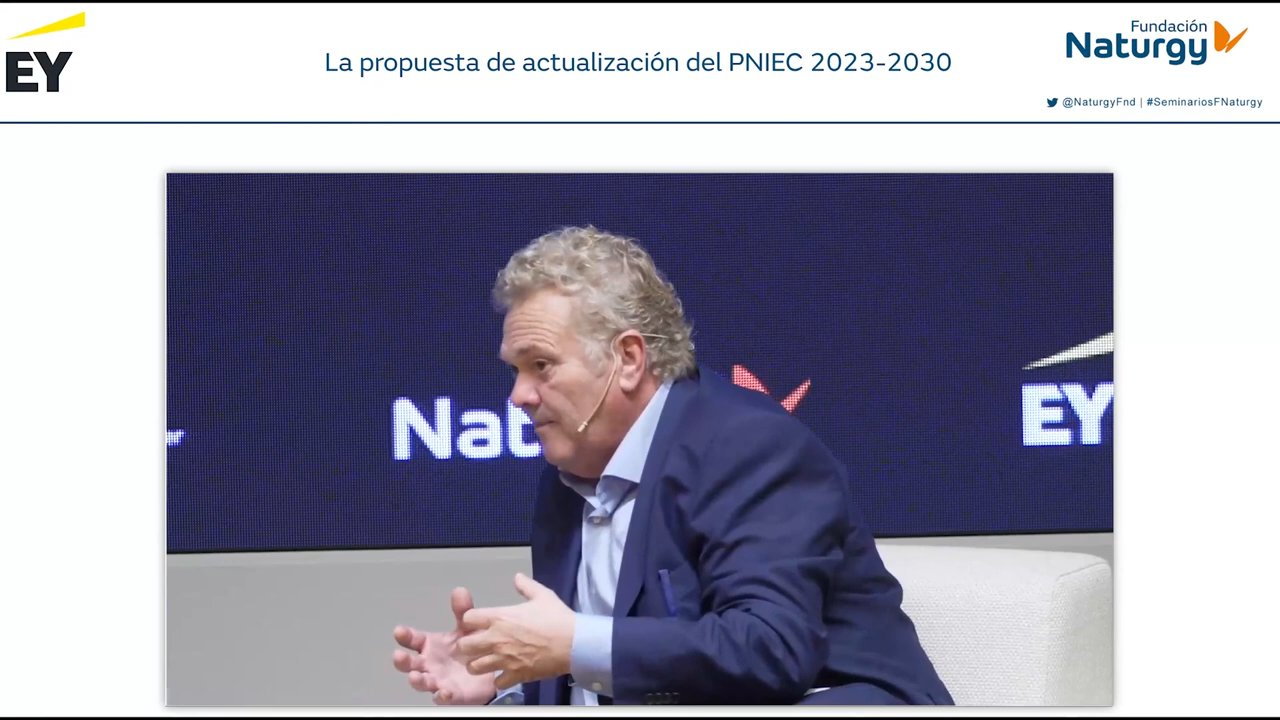 EY
La propuesta de actualización del PNIEC 2023-2030
Fundación
Naturgy
@NaturgyFnd | #SeminariosFNaturgy
Nat
EY